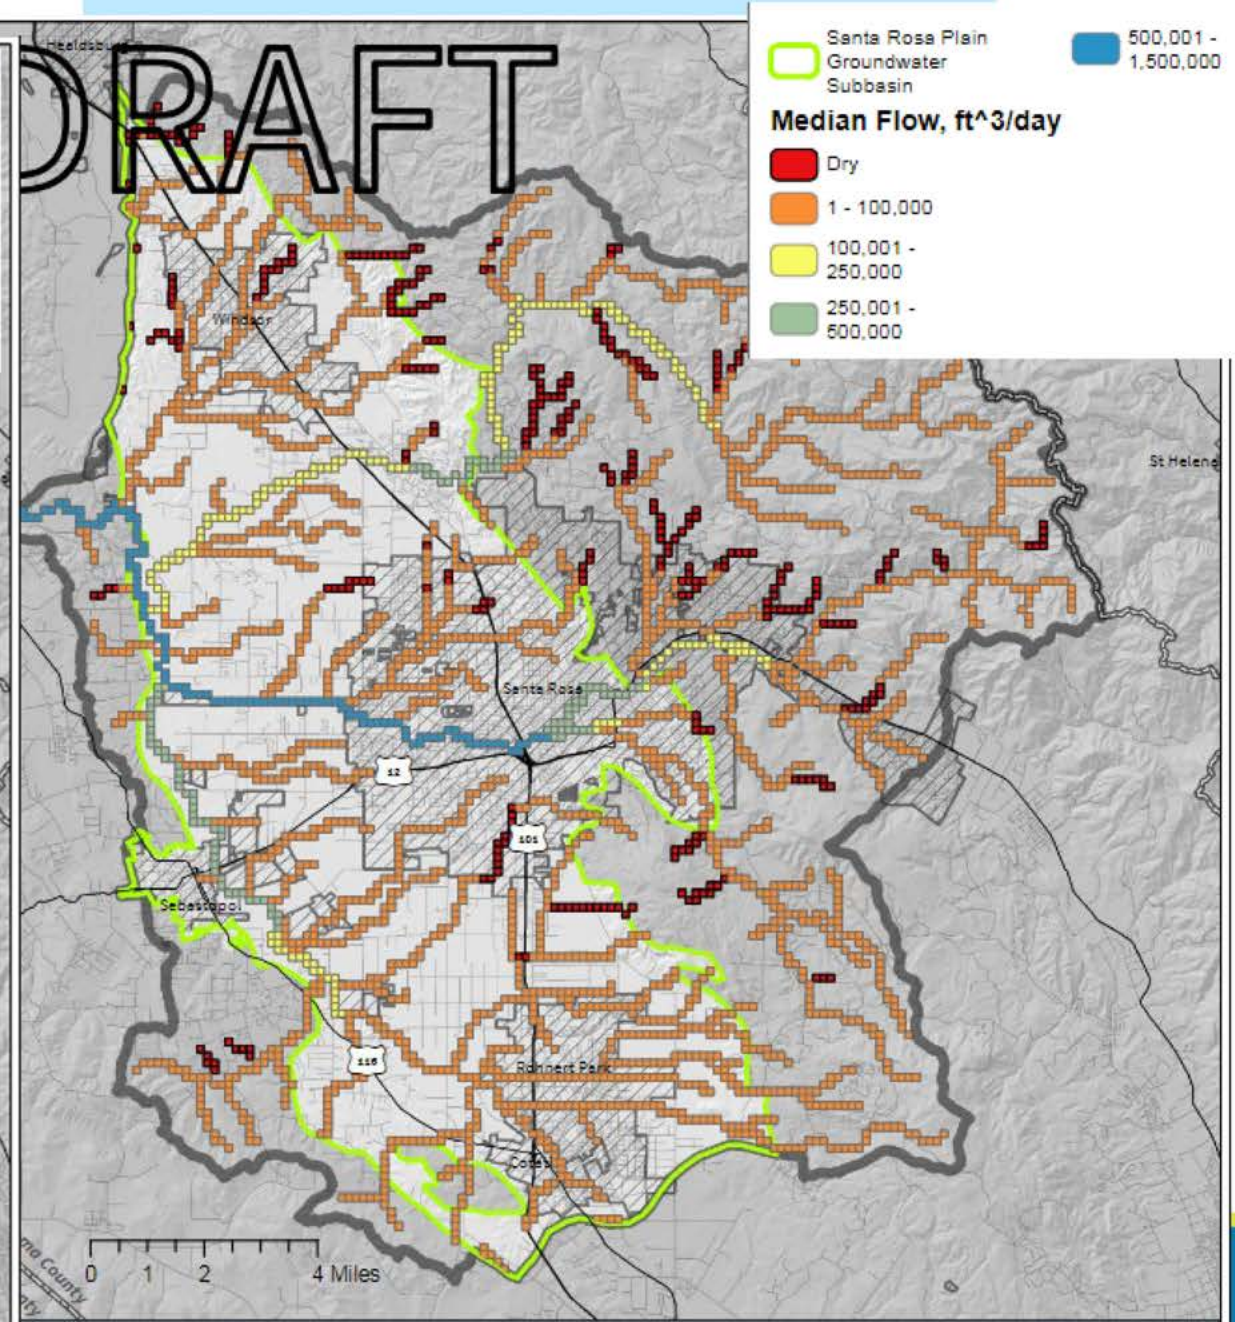 DRAFT
Santa Rosa Plain
Groundwater
Subbasin
500,001 -
1,500,000
Median Flow, ft^3/day
Dry
1 - 100,000
100,001 -
250,000
250,001 -
500,000
Healdsburg
Windsor
St Helena
Santa Rosa
12
101
Sebastopol
116
Rohnert Park
Cotati
0 1 2 4 Miles
County